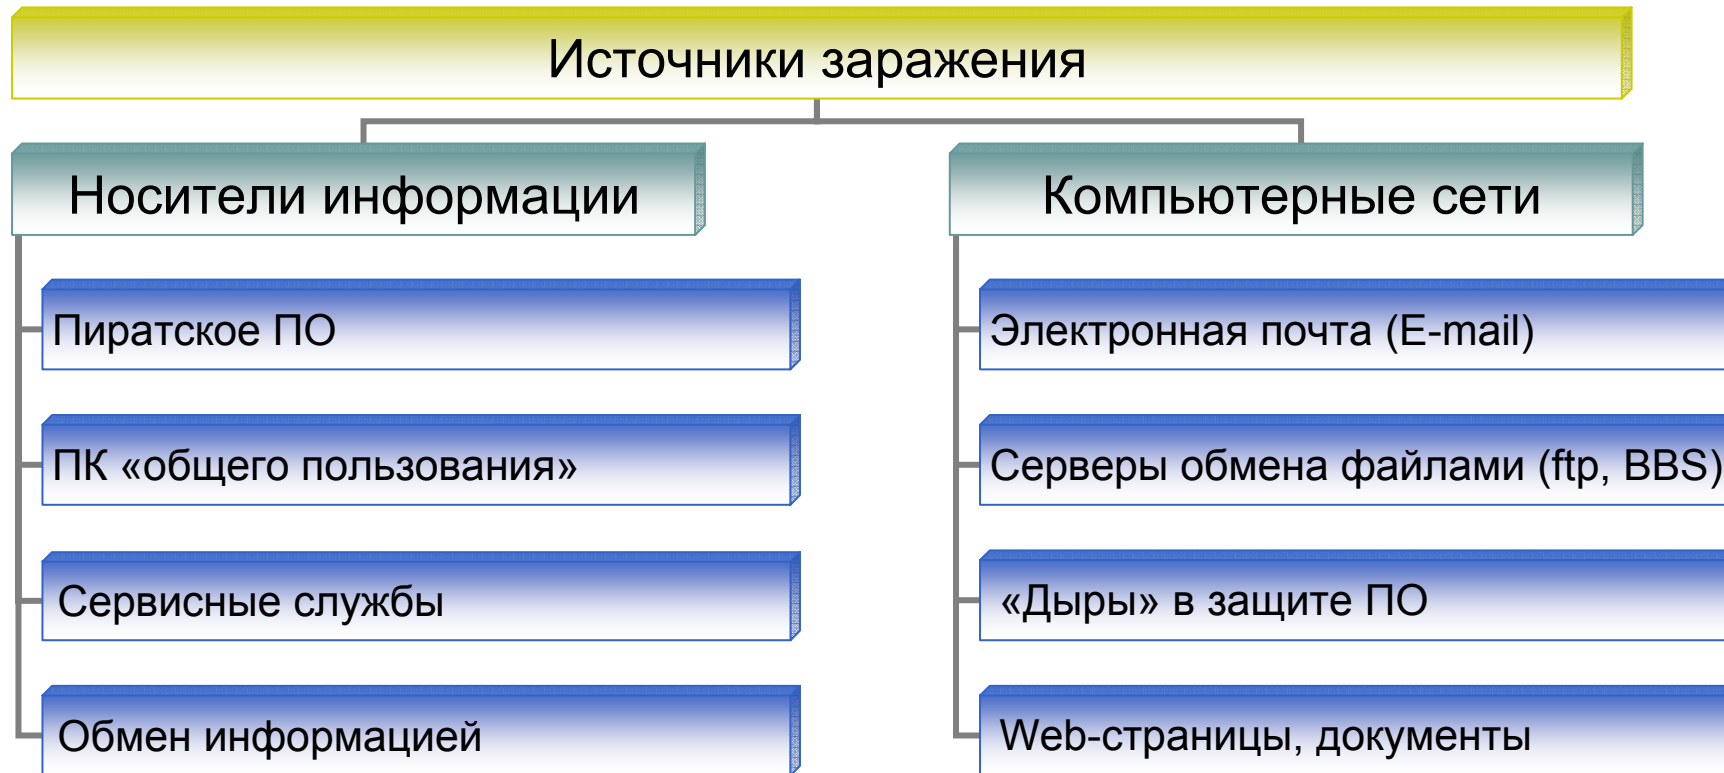 Источники заражения
Носители информации
Пиратское ПО
ПК «общего пользования»
Сервисные службы
Обмен информацией
Компьютерные сети
Электронная почта (E-mail)
Серверы обмена файлами (ftp, BBS)
«Дыры» в защите ПО
Web-страницы, документы